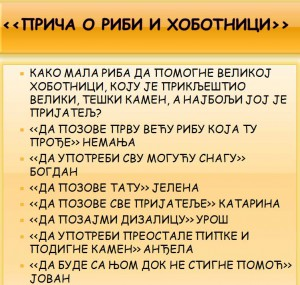 <<ПРИЧА О РИБИ И ХОБОТНИЦИ>>
КАКО МАЛА РИБА ДА ПОМОГНЕ ВЕЛИКОЈ
ХОБОТНИЦИ, КОЈУ ЈЕ ПРИКЉЕШТИО
ВЕЛИКИ, ТЕШКИ КАМЕН, А НАЈБОЉИ ЈОЈ ЈЕ
ПРИЈАТЕЉ?
<<ДА ПОЗОВЕ ПРВУ ВЕЋУ РИБУ КОЈА ТУ
ПРОЂЕ>> НЕМАЊА
<<ДА УПОТРЕБИ СВУ МОГУЋУ СНАГУ>>
БОГДАН
<<ДА ПОЗОВЕ ТАТУ>> ЈЕЛЕНА
<<ДА ПОЗОВЕ СВЕ ПРИЈАТЕЉЕ>> КАТАРИНА
<<ДА ПОЗАЈМИ ДИЗАЛИЦУ>> УРОШ
<<ДА УПОТРЕБИ ПРЕОСТАЛЕ ПИПКЕ И
ПОДИГНЕ КАМЕН>> АНЂЕЛА
<<ДА БУДЕ СА ЊОМ ДОК НЕ СТИГНЕ ПОМОЋ>>
ЈОВАН